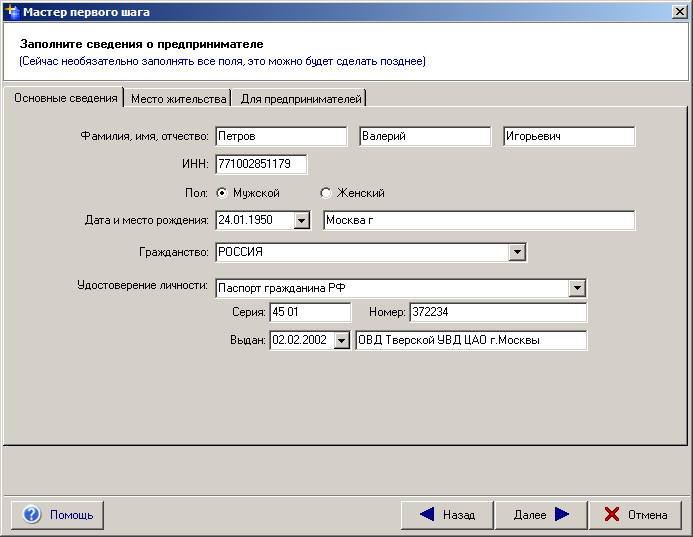 Мастер первого шага
Заполните сведения о предпринимателе
(Сейчас необязательно заполнять все поля, это можно будет сделать позднее)
Основные сведения Место жительства Для предпринимателей
Фамилия, имя, отчество: Петров Валерий Игорьевич
ИНН: 771002851179
Пол: Мужской Женский
Дата и место рождения: 24.01.1950 Москва г
Гражданство: РОССИЯ
Удостоверение личности: Паспорт гражданина РФ
Серия: 45 01 Номер: 372234
Выдан: 02.02.2002 ОВД Тверской УВД ЦАО г.Москвы
Помощь Назад Далее Отмена